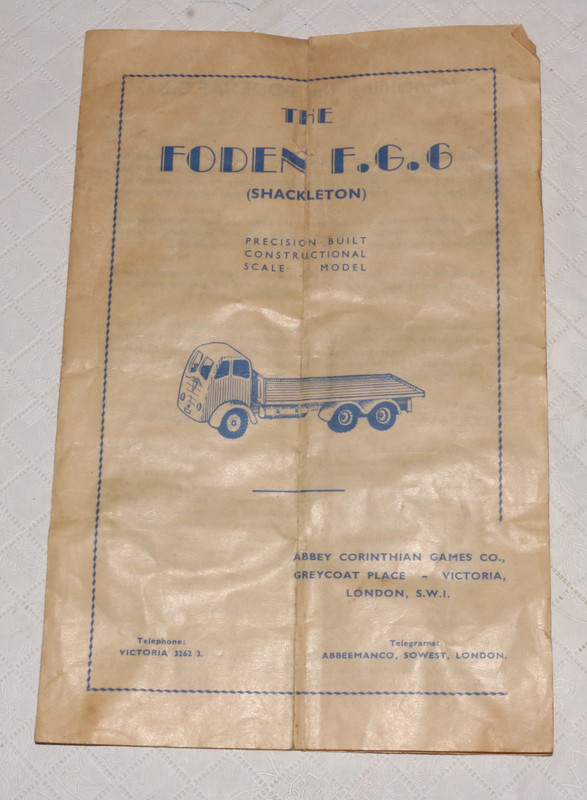 THE
FODEN F.G.6
(SHACKLETON)
PRECISION BUILT
CONSTRUCTIONAL
SCALE MODEL
ABBEY CORINTHIAN GAMES CO.,
GREYCOAT PLACE – VICTORIA,
LONDON, S.W.I.
Telephone:
VICTORIA 3262/3.
Telegrams:
ABBEEMANCO, SOWEST, LONDON.